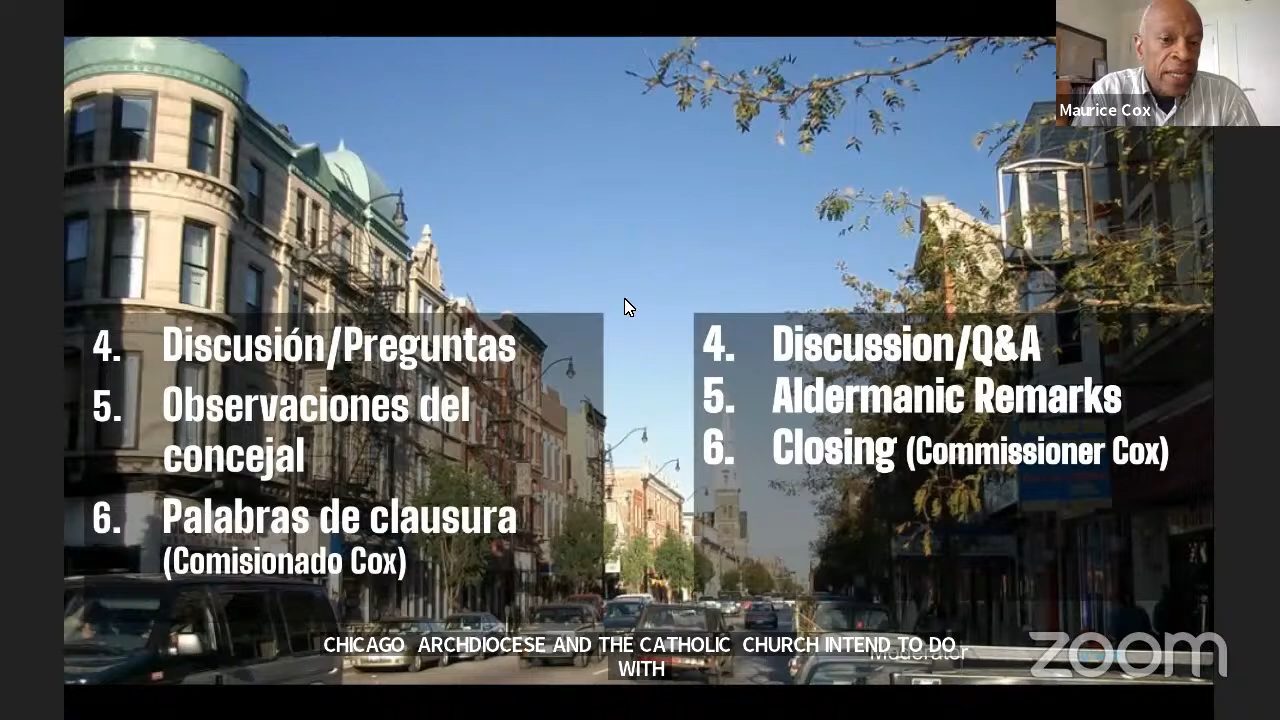 Maurice Cox
4. Discusión/Preguntas
5. Observaciones del
concejal
6. Palabras de clausura
(Comisionado Cox)
4. Discussion/Q&A
5. Aldermanic Remarks
6. Closing (Commissioner Cox)
CHICAGO ARCHDIOCESE AND THE CATHOLIC CHURCH INTEND TO DO
WITH
Moderator
zoom